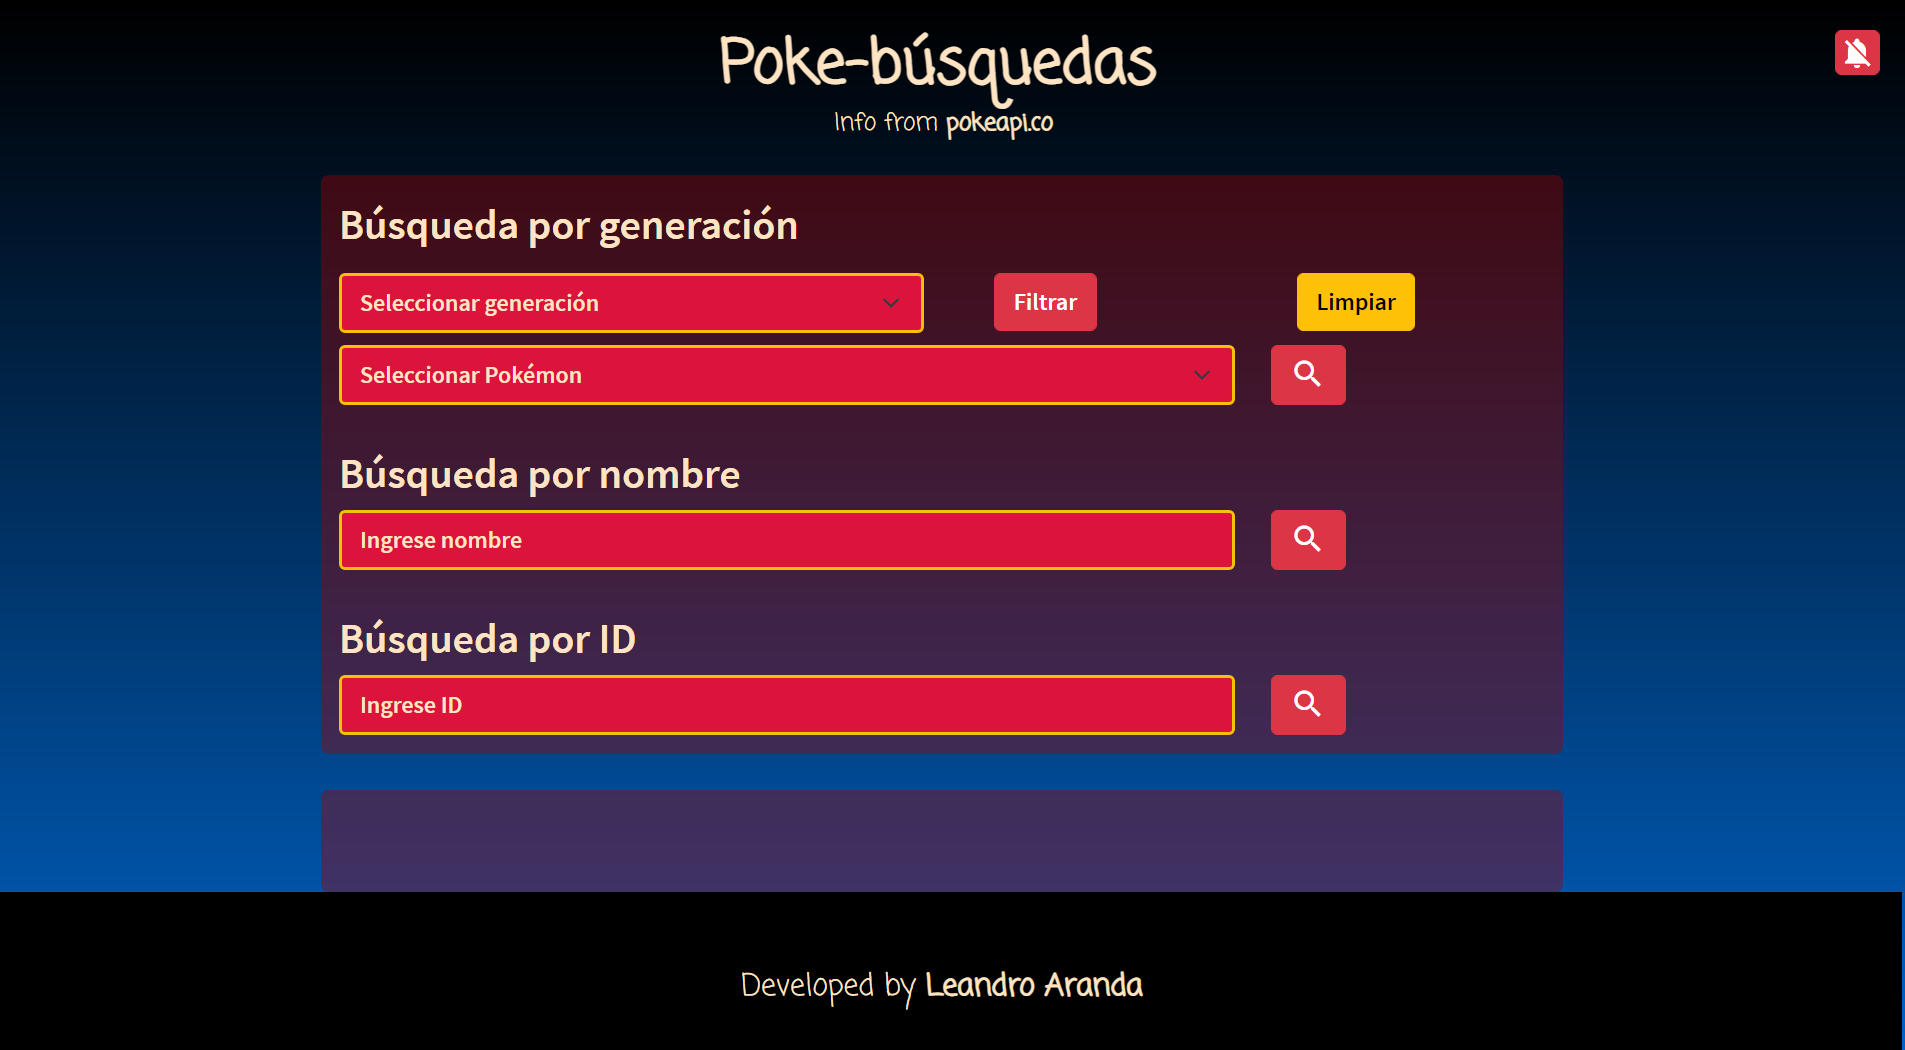 Poke-búsquedas
Info from pokeapi.co
Búsqueda por generación
Seleccionar generación
Filtrar
Limpiar
Seleccionar Pokémon
Búsqueda por nombre
Ingrese nombre
Búsqueda por ID
Ingrese ID
Developed by Leandro Aranda